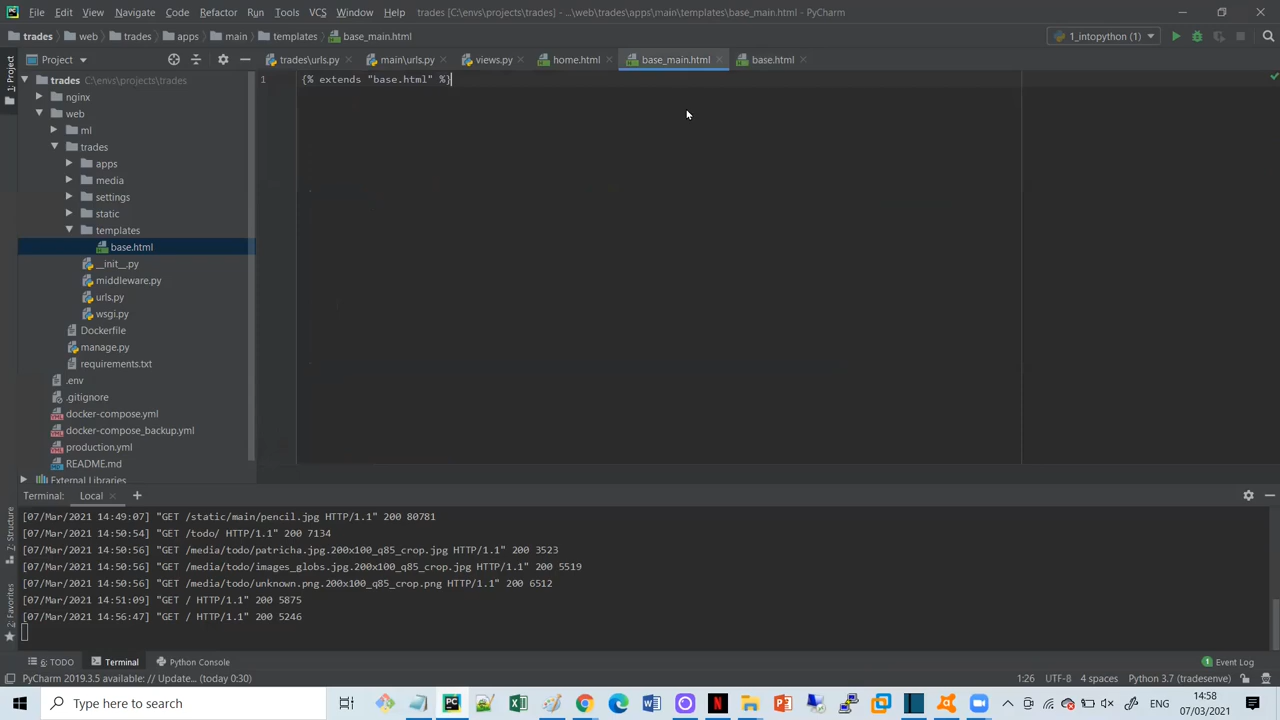 File Edit View Navigate Code Refactor Run Tools VCS Window Help trades [C:\envs\projects\trades] - ...\web\trades\apps\main\templates\base_main.html - PyCharm
trades web trades apps main templates base_main.html 1_intopython (1)
1: Project
Project
trades\urls.py main\urls.py views.py home.html base_main.html base.html
trades C:\envs\projects\trades
1 {% extends "base.html" %}
nginx
web
ml
trades
apps
media
settings
static
templates
base.html
__init__.py
middleware.py
urls.py
wsgi.py
Dockerfile
manage.py
requirements.txt
.env
.gitignore
docker-compose.yml
docker-compose_backup.yml
production.yml
README.md
External Libraries
Terminal: Local +
7: Structure
2: Favorites
[07/Mar/2021 14:49:07] "GET /static/main/pencil.jpg HTTP/1.1" 200 80781
[07/Mar/2021 14:50:54] "GET /todo/ HTTP/1.1" 200 7134
[07/Mar/2021 14:50:56] "GET /media/todo/patricha.jpg.200x100_q85_crop.jpg HTTP/1.1" 200 3523
[07/Mar/2021 14:50:56] "GET /media/todo/images_globs.jpg.200x100_q85_crop.jpg HTTP/1.1" 200 5519
[07/Mar/2021 14:50:56] "GET /media/todo/unknown.png.200x100_q85_crop.png HTTP/1.1" 200 6512
[07/Mar/2021 14:51:09] "GET / HTTP/1.1" 200 5875
[07/Mar/2021 14:56:47] "GET / HTTP/1.1" 200 5246
6: TODO Terminal Python Console 1 Event Log
PyCharm 2019.3.5 available: // Update... (today 0:30) 1:26 UTF-8 4 spaces Python 3.7 (tradesense)
Type here to search
ENG
14:58
07/03/2021